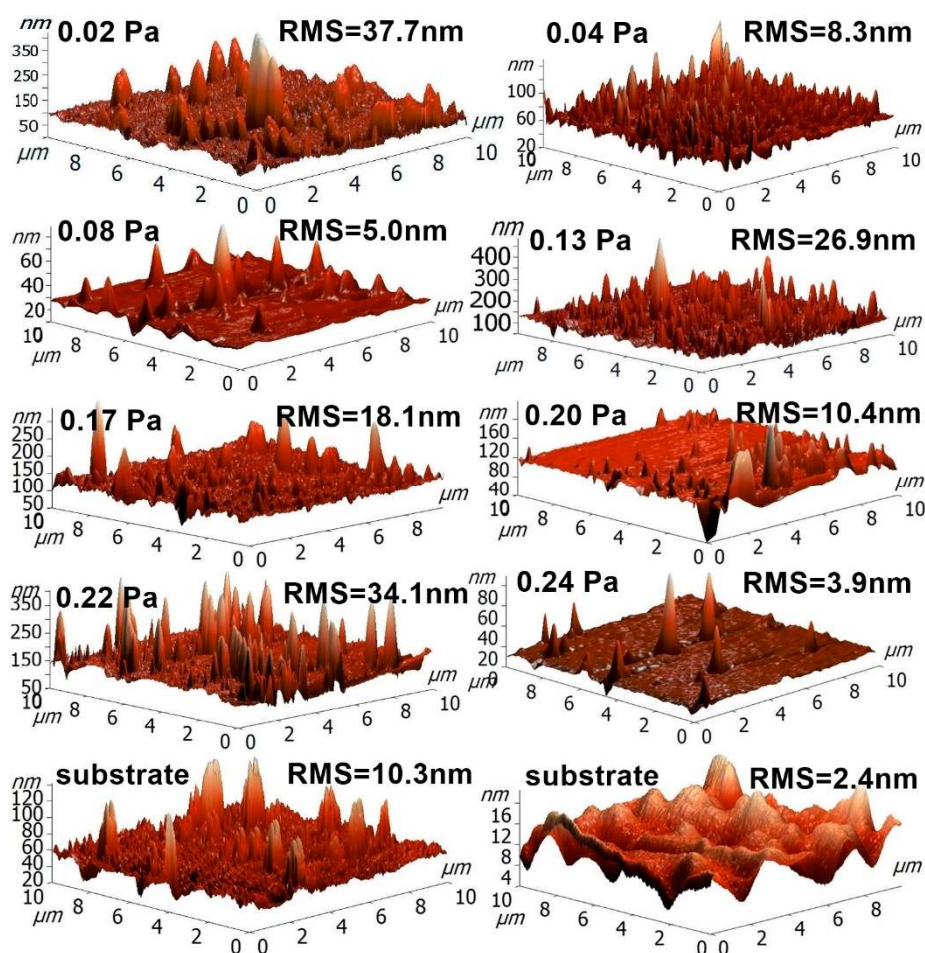 nm 0.02 Pa RMS=37.7nm
350
250
150
50
µm 8 6 4 2 0 0 2 4 6 8 10 µm
nm 0.04 Pa RMS=8.3nm
100
60
20
10 µm 8 6 4 2 0 0 2 4 6 8 10 µm
nm 0.08 Pa RMS=5.0nm
60
40
20
10 µm 8 6 4 2 0 0 2 4 6 8 10 µm
nm 0.13 Pa RMS=26.9nm
400
300
200
100
µm 8 6 4 2 0 0 2 4 6 8 10 µm
nm 0.17 Pa RMS=18.1nm
250
200
150
100
50
10 µm 8 6 4 2 0 0 2 4 6 8 10 µm
nm 0.20 Pa RMS=10.4nm
160
120
80
40
10 µm 8 6 4 2 0 0 2 4 6 8 10 µm
nm 0.22 Pa RMS=34.1nm
350
250
150
50
10 µm 8 6 4 2 0 0 2 4 6 8 10 µm
nm 0.24 Pa RMS=3.9nm
80
60
40
20
0 µm 8 6 4 2 0 0 2 4 6 8 10 µm
nm substrate RMS=10.3nm
120
100
80
60
40
20
10 µm 8 6 4 2 0 0 2 4 6 8 10 µm
nm substrate RMS=2.4nm
16
12
8
4
10 µm 8 6 4 2 0 0 2 4 6 8 µm